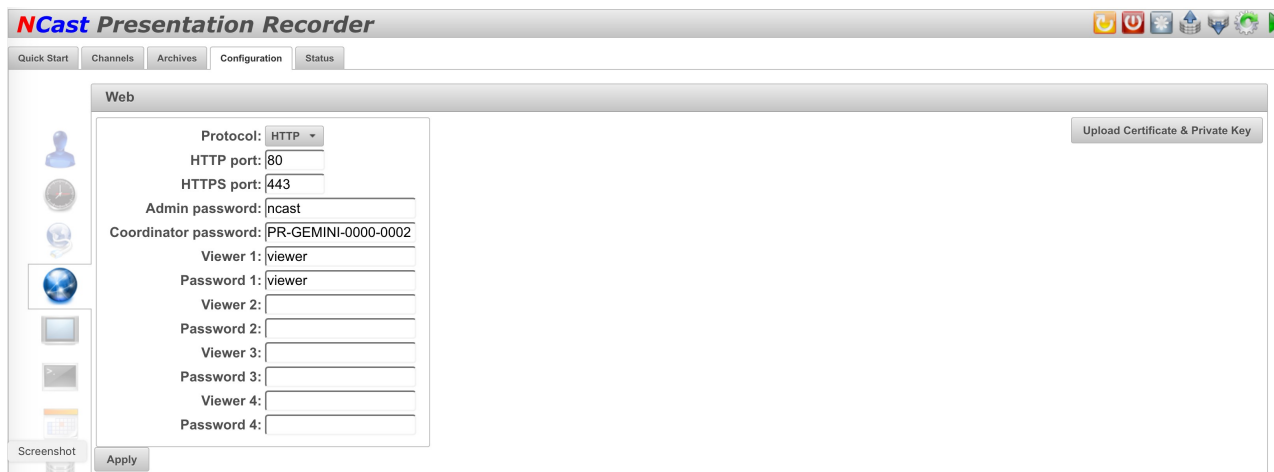 NCast Presentation Recorder
Quick Start Channels Archives Configuration Status
Web
Upload Certificate & Private Key
Protocol: HTTP
HTTP port: 80
HTTPS port: 443
Admin password: ncast
Coordinator password: PR-GEMINI-0000-0002
Viewer 1: viewer
Password 1: viewer
Viewer 2:
Password 2:
Viewer 3:
Password 3:
Viewer 4:
Password 4:
Screenshot
Apply